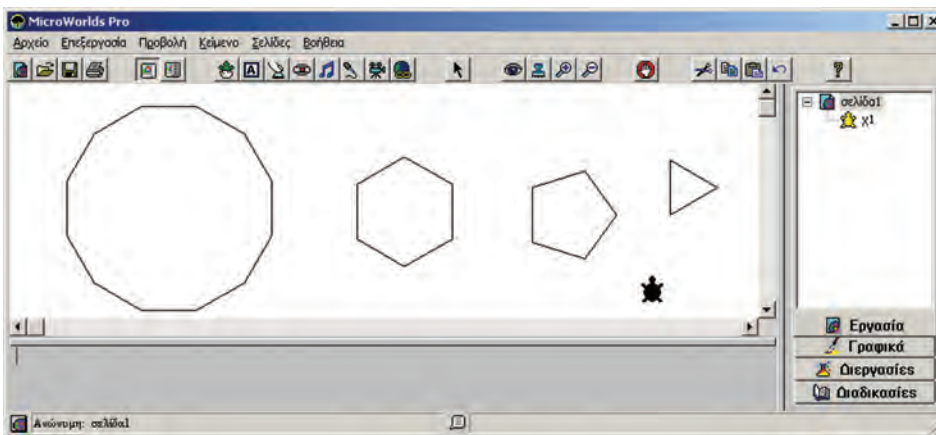 MicroWorlds Pro
Αρχείο Επεξεργασία Προβολή Κείμενο Σελίδες Βοήθεια
σελίδα1
χ1
Εργασία
Γραφικά
Διεργασίες
Διαδικασίες
Ανώνυμη: σελίδα1